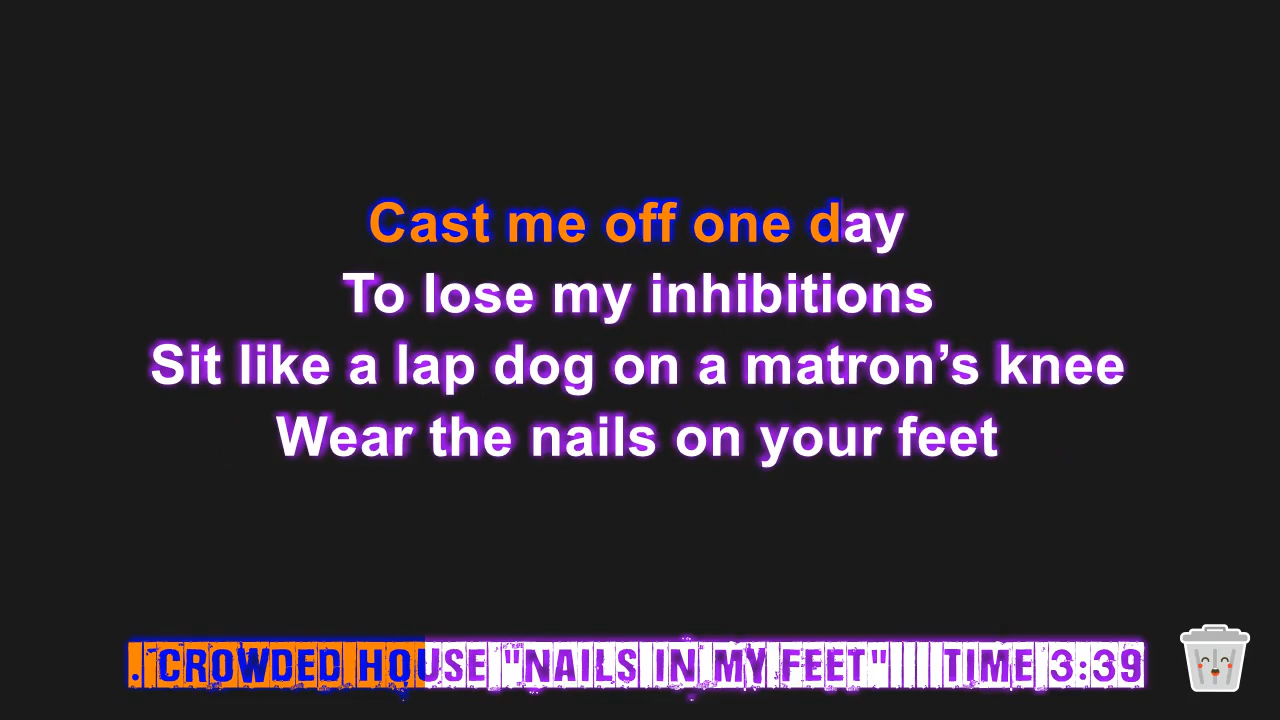 Cast me off one day
To lose my inhibitions
Sit like a lap dog on a matron’s knee
Wear the nails on your feet
. CROWDED HOUSE "NAILS IN MY FEET" TIME 3:39